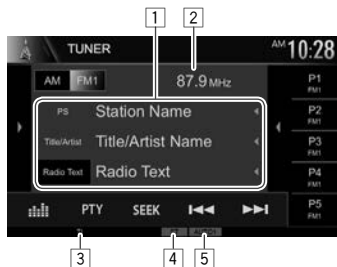 1 2
TUNER AM 10:28
AM FM1 87.9 MHz P1
FM1
PS Station Name P2
FM1
Title/Artist Title/Artist Name P3
FM1
Radio Text Radio Text P4
FM1
PTY SEEK P5
FM1
3 4 5